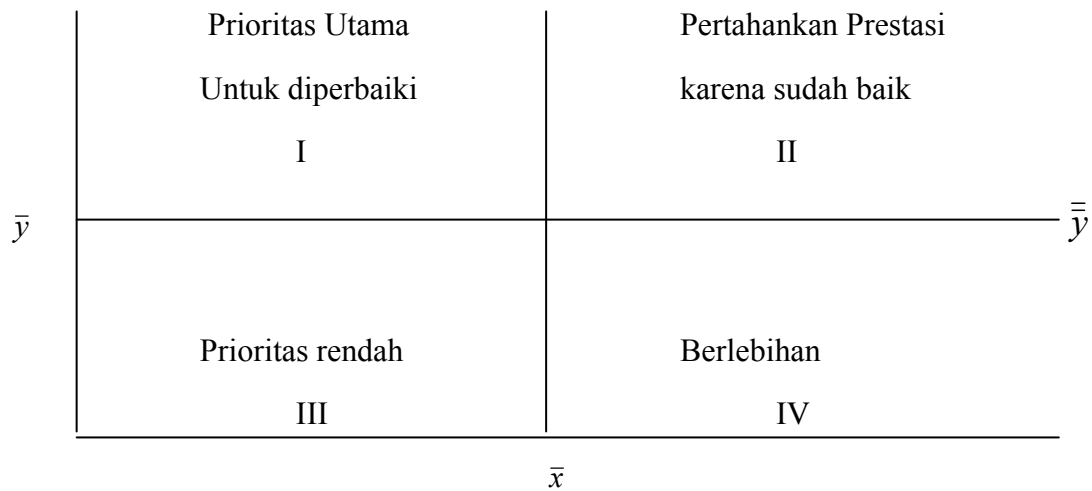 Prioritas Utama
Untuk diperbaiki
I
Pertahankan Prestasi
karena sudah baik
II
y̅
y̿
Prioritas rendah
III
Berlebihan
IV
x̅